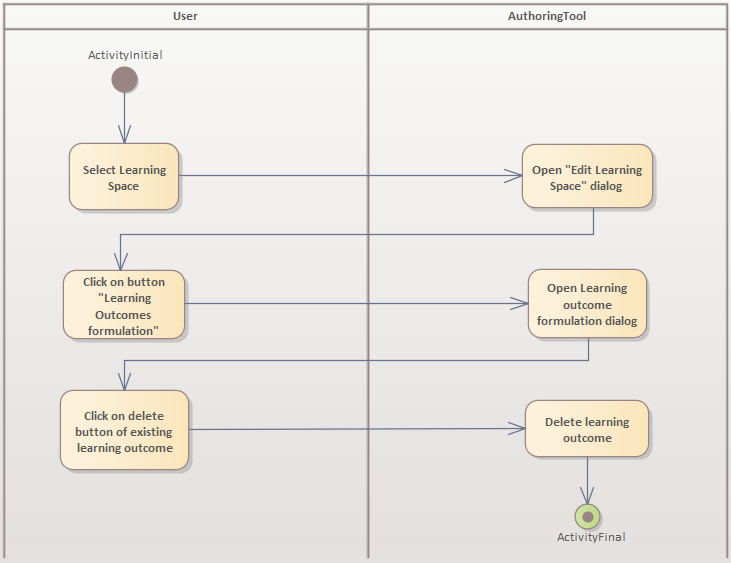 User
AuthoringTool
ActivityInitial
Select Learning
Space
Open "Edit Learning
Space" dialog
Click on button
"Learning
Outcomes
formulation"
Open Learning
outcome
formulation dialog
Click on delete
button of existing
learning outcome
Delete learning
outcome
ActivityFinal